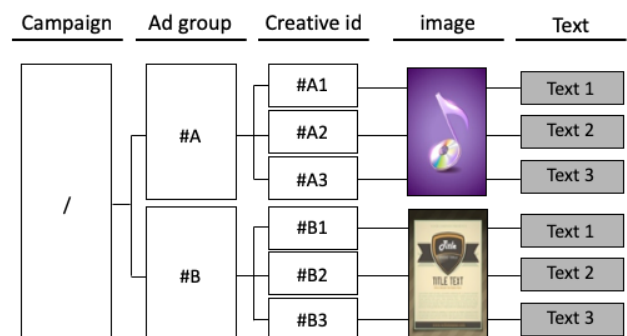 Campaign Ad group Creative id image Text
#A1 Text 1
#A #A2 Text 2
#A3 Text 3
/
#B1 Text 1
Title
#B #B2 TITLE TEXT Text 2
#B3 Text 3